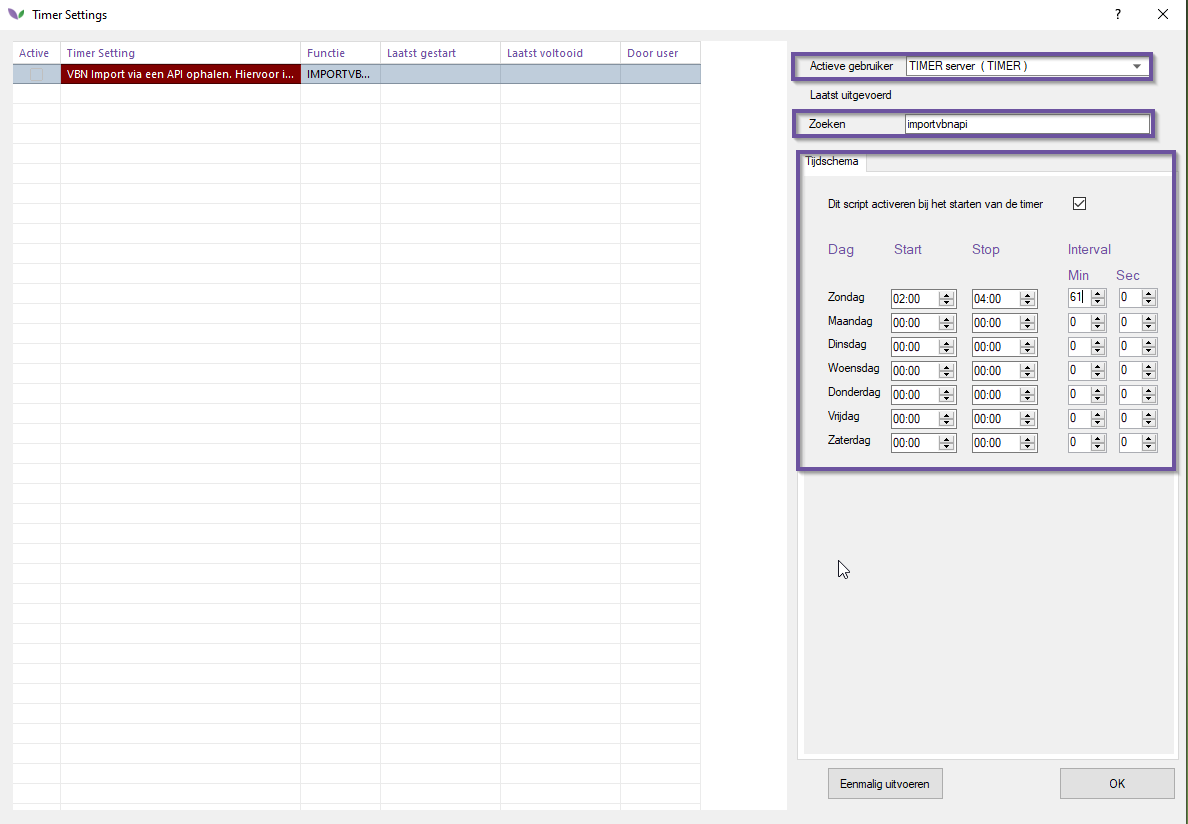 Timer Settings ?
Active Timer Setting Functie Laatst gestart Laatst voltooid Door user
VBN Import via een API ophalen. Hiervoor i... IMPORTVB...
Actieve gebruiker TIMER server ( TIMER )
Laatst uitgevoerd
Zoeken importvbnapi
Tijdschema
Dit script activeren bij het starten van de timer
Dag Start Stop Interval
Min Sec
Zondag 02:00 04:00 61 0
Maandag 00:00 00:00 0 0
Dinsdag 00:00 00:00 0 0
Woensdag 00:00 00:00 0 0
Donderdag 00:00 00:00 0 0
Vrijdag 00:00 00:00 0 0
Zaterdag 00:00 00:00 0 0
Eenmalig uitvoeren OK